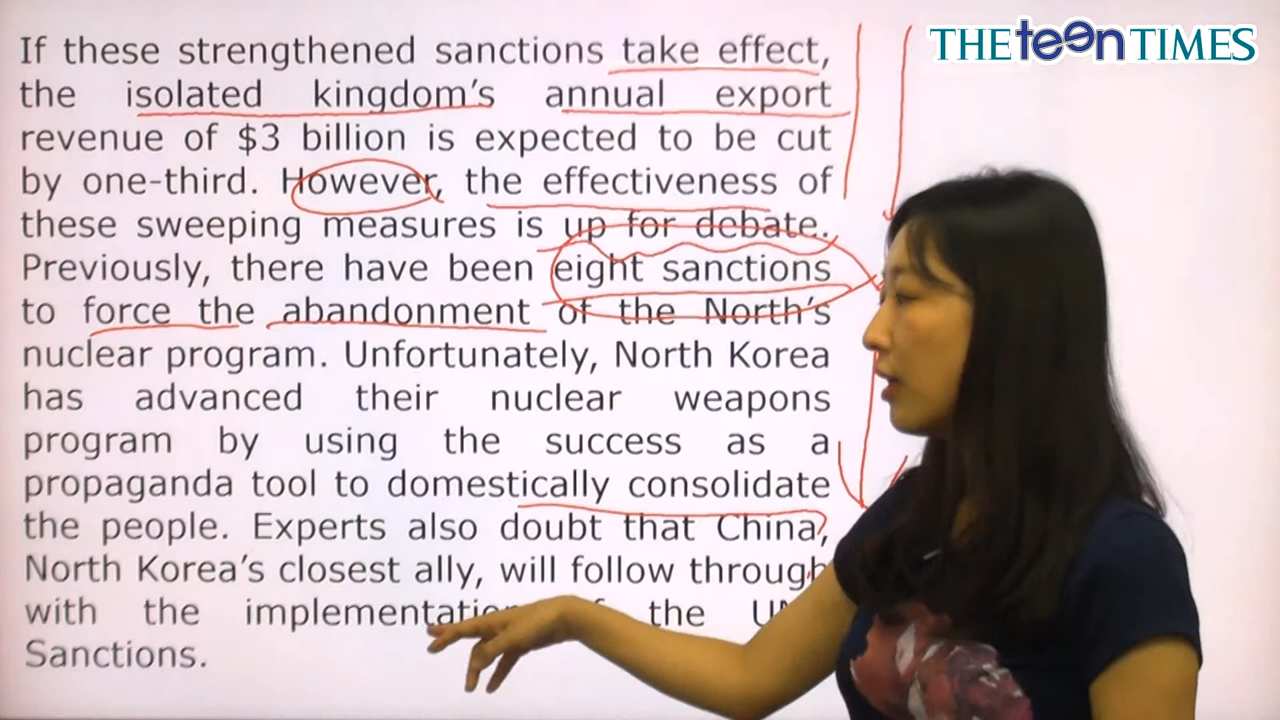 THE teen TIMES
If these strengthened sanctions take effect,
the isolated kingdom's annual export
revenue of $3 billion is expected to be cut
by one-third. However, the effectiveness of
these sweeping measures is up for debate.
Previously, there have been eight sanctions
to force the abandonment of the North's
nuclear program. Unfortunately, North Korea
has advanced their nuclear weapons
program by using the success as a
propaganda tool to domestically consolidate
the people. Experts also doubt that China,
North Korea's closest ally, will follow through
with the the
Sanctions.